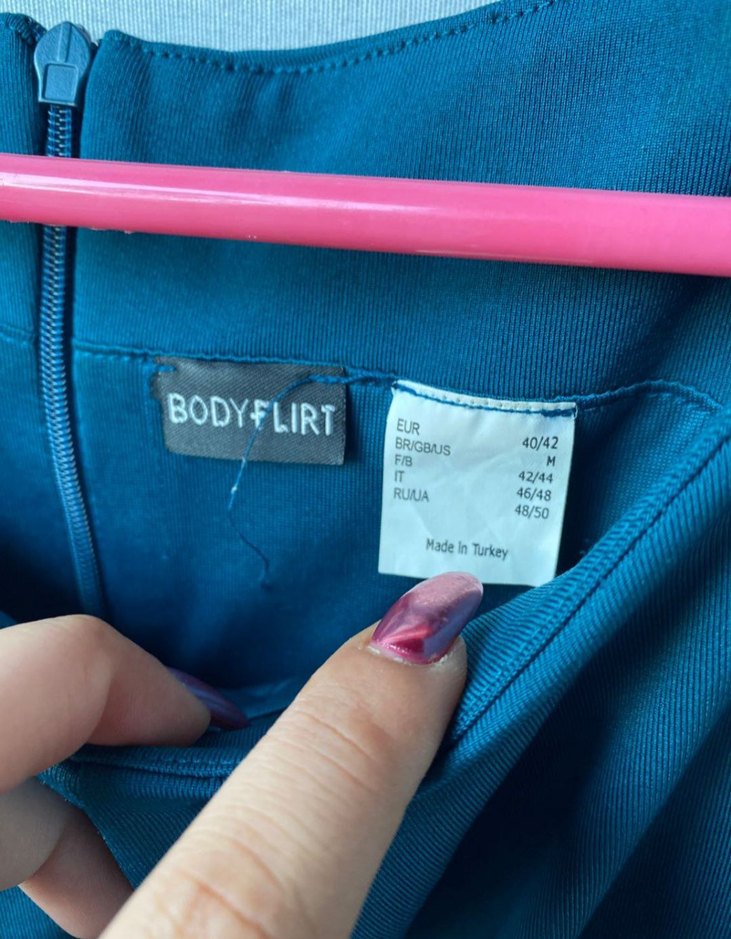 BODYFLIRT
EUR 40/42
BR/GB/US M
F/B 42/44
IT 46/48
RU/UA 48/50
Made in Turkey